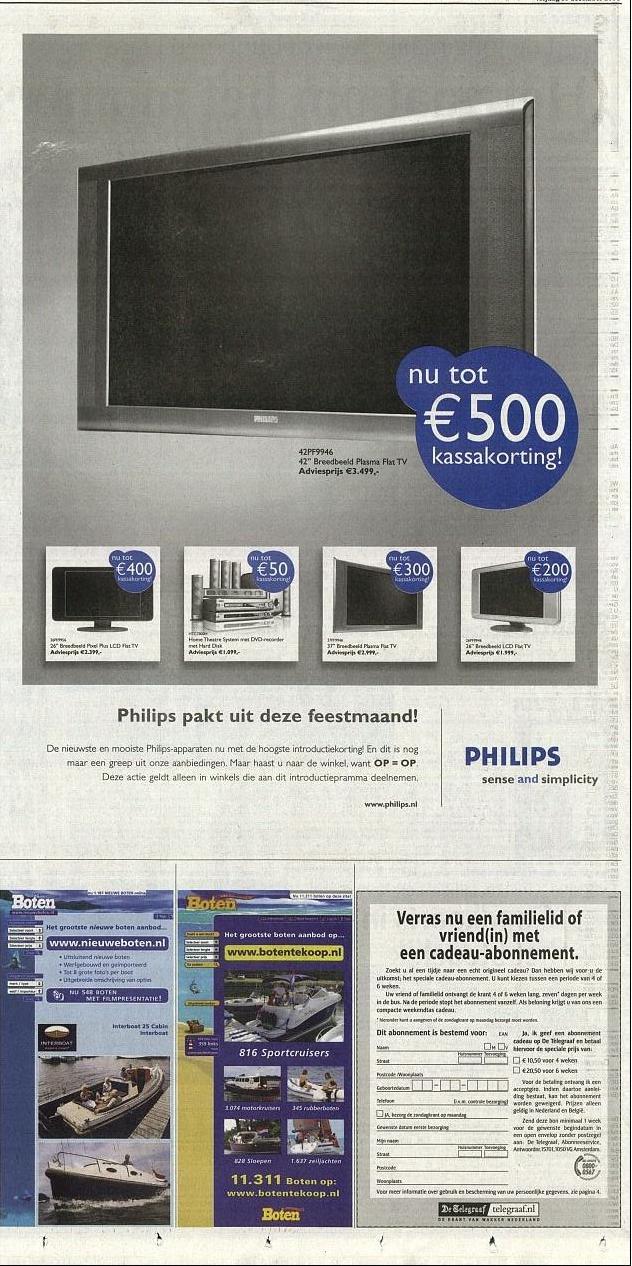 PHILIPS
nu tot
€500
kassakorting!
42PF9946
42" Breedbeeld Plasma Flat TV
Adviesprijs €3.499,-
nu tot
€400
kassakorting!
26" Breedbeeld Pixel Plus LCD Flat TV
Adviesprijs €2.399,-
nu tot
€50
kassakorting!
Home Theatre System met DVD-recorder
met Hard Disk
Adviesprijs €1.099,-
nu tot
€300
kassakorting!
37" Breedbeeld Plasma Flat TV
Adviesprijs €2.999,-
nu tot
€200
kassakorting!
26" Breedbeeld LCD Flat TV
Adviesprijs €1.999,-
Philips pakt uit deze feestmaand!
De nieuwste en mooiste Philips-apparaten nu met de hoogste introductiekorting! En dit is nog
maar een greep uit onze aanbiedingen. Maar haast u naar de winkel, want OP = OP.
Deze actie geldt alleen in winkels die aan dit introductiepramma deelnemen.
www.philips.nl
PHILIPS
sense and simplicity
Boten
Het grootste nieuwe boten aanbod...
www.nieuweboten.nl
• Uitsluitend nieuwe boten
• Werfgebouwd en geïmporteerd
• Tot 8 grote foto's per boot
• Uitgebreide omschrijving van opties
NU 548 BOTEN
MET FILMPRESENTATIE!
Interboat 25 Cabin
Interboat
INTERBOAT
Boten
Nu 11.311 boten op deze site!
Het grootste boten aanbod op...
www.botentekoop.nl
816 Sportcruisers
3.074 motorkruisers
345 rubberboten
828 Sloepen
1.637 zeiljachten
11.311 Boten op:
www.botentekoop.nl
Boten
Verras nu een familielid of
vriend(in) met
een cadeau-abonnement.
Zoekt u al een tijdje naar een echt origineel cadeau? Dan hebben wij voor u de
uitkomst; het speciale cadeau-abonnement. U kunt kiezen tussen een periode van 4 of
6 weken.
Uw vriend of familielid ontvangt de krant 4 of 6 weken lang, zeven* dagen per week
in de bus. Na de periode stopt het abonnement vanzelf. Als beloning krijgt u van ons een
compacte weekendtas cadeau.
Dit abonnement is bestemd voor:
Naam
Straat
Huisnummer Toevoeging
Postcode /Woonplaats
Geboortedatum
Telefoon
(i.v.m. controle bezorging)
JA, bezorg de zondagkrant op maandag
Gewenste datum eerste bezorging
Mijn naam
Straat
Huisnummer Toevoeging
Postcode
Woonplaats
Ja, ik geef een abonnement
cadeau op De Telegraaf en betaal
hiervoor de speciale prijs van:
€ 10,50 voor 4 weken
€ 20,50 voor 6 weken
Voor de betaling ontvang ik een
acceptgiro. Indien daartoe aanlei-
ding bestaat, kan het abonnement
worden geweigerd. Prijzen alleen
geldig in Nederland en België.
Zend deze bon minimaal 1 week
voor de gewenste begindatum in
een open envelop zonder postzegel
aan: De Telegraaf, Abonneeservice,
Antwoordnr. 15701, 1050 VG Amsterdam.
0800-
0567
Voor meer informatie over gebruik en bescherming van uw persoonlijke gegevens, zie pagina 4.
De Telegraaf telegraaf.nl
DE KRANT VAN WAKKER NEDERLAND